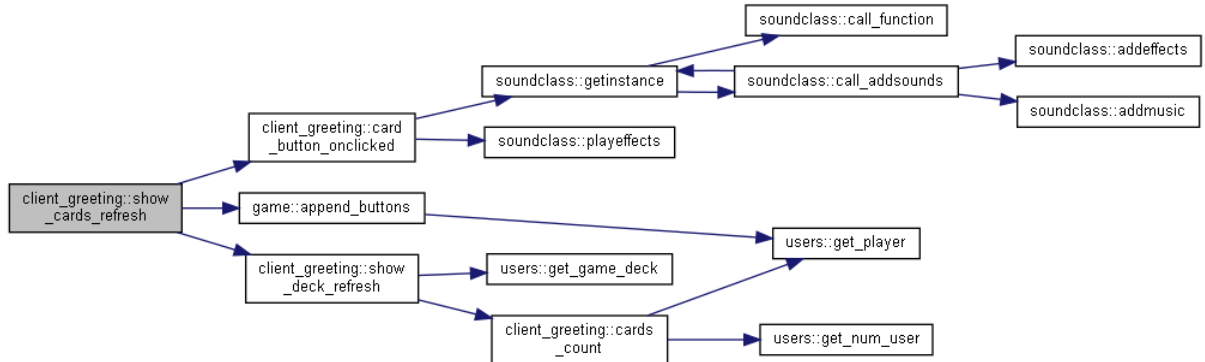 soundclass::call_function
soundclass::addeffects
soundclass::getinstance
soundclass::call_addsounds
soundclass::addmusic
client_greeting::card
_button_onclicked
soundclass::playeffects
client_greeting::show
_cards_refresh
game::append_buttons
users::get_player
client_greeting::show
_deck_refresh
users::get_game_deck
client_greeting::cards
_count
users::get_num_user